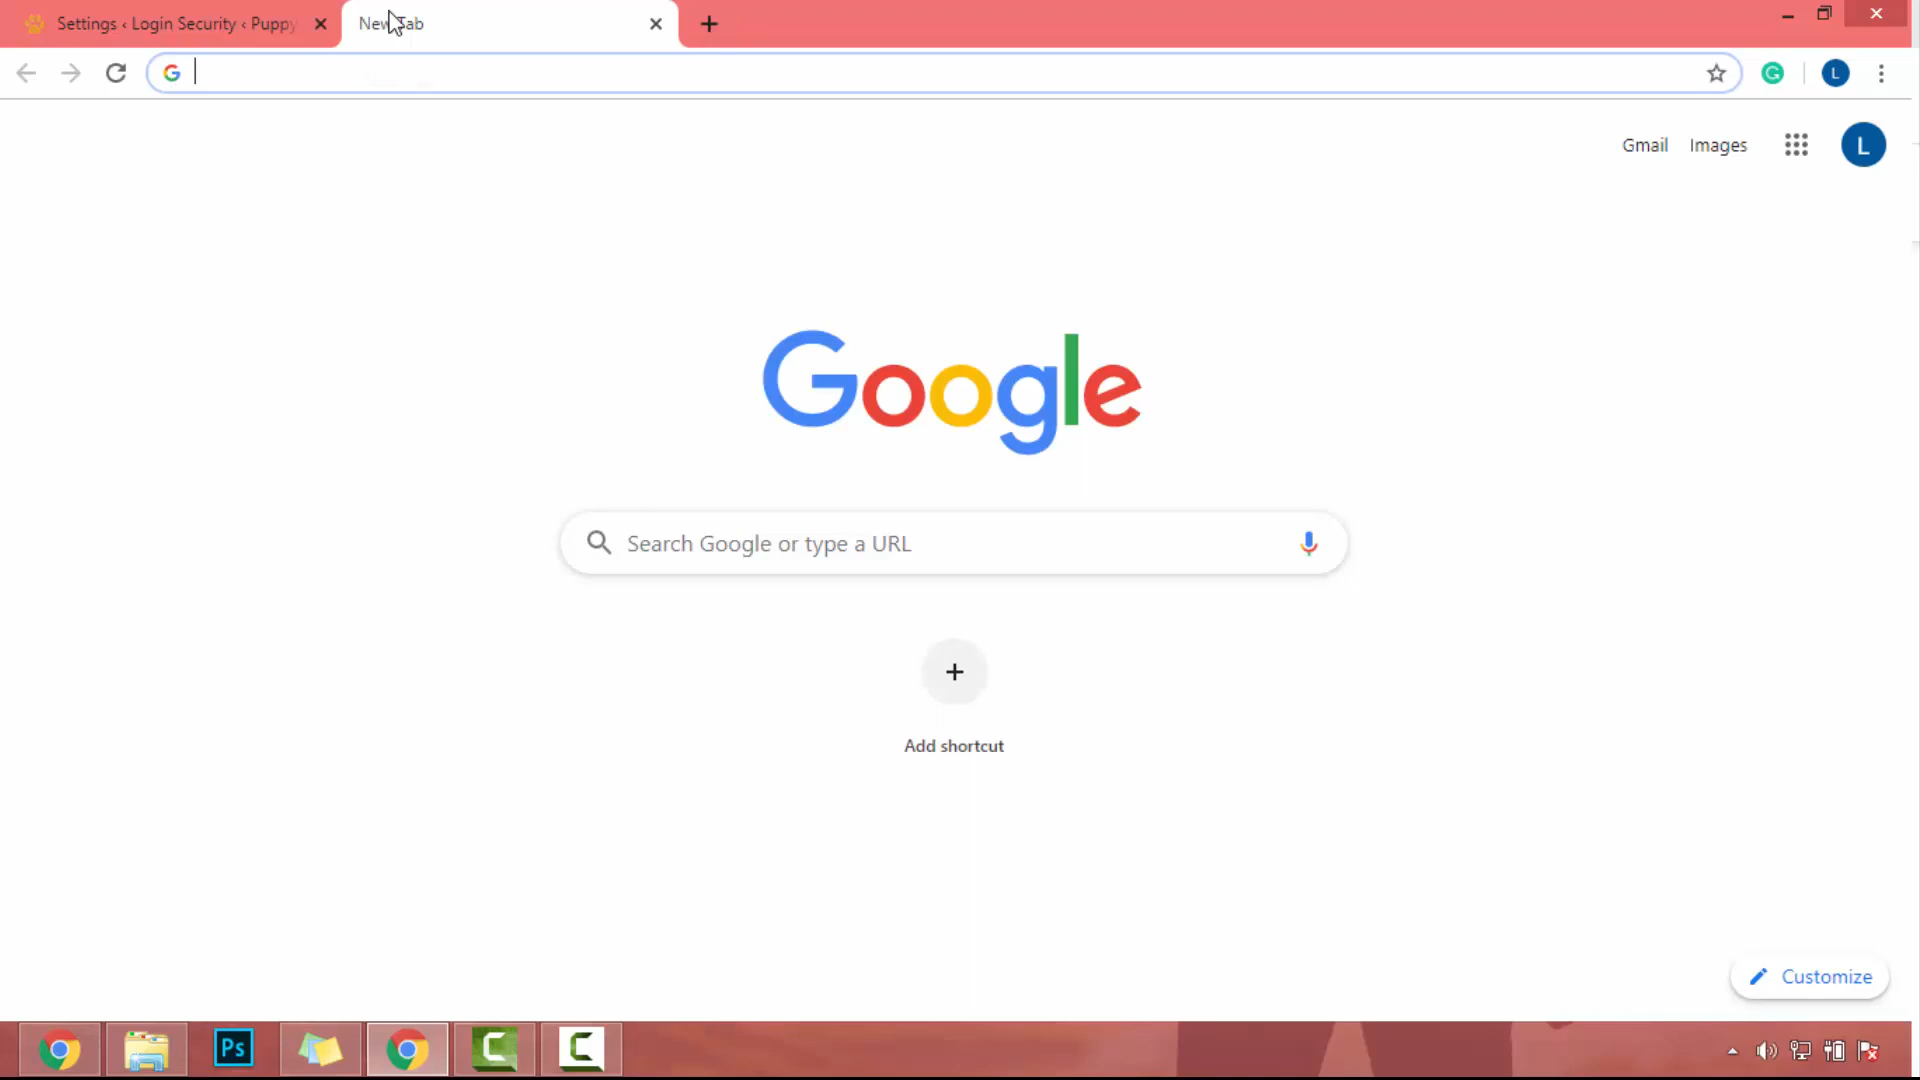 Settings ‹ Login Security ‹ Puppy
New Tab
Gmail
Images
L
L
Google
Search Google or type a URL
Add shortcut
Customize
Ps